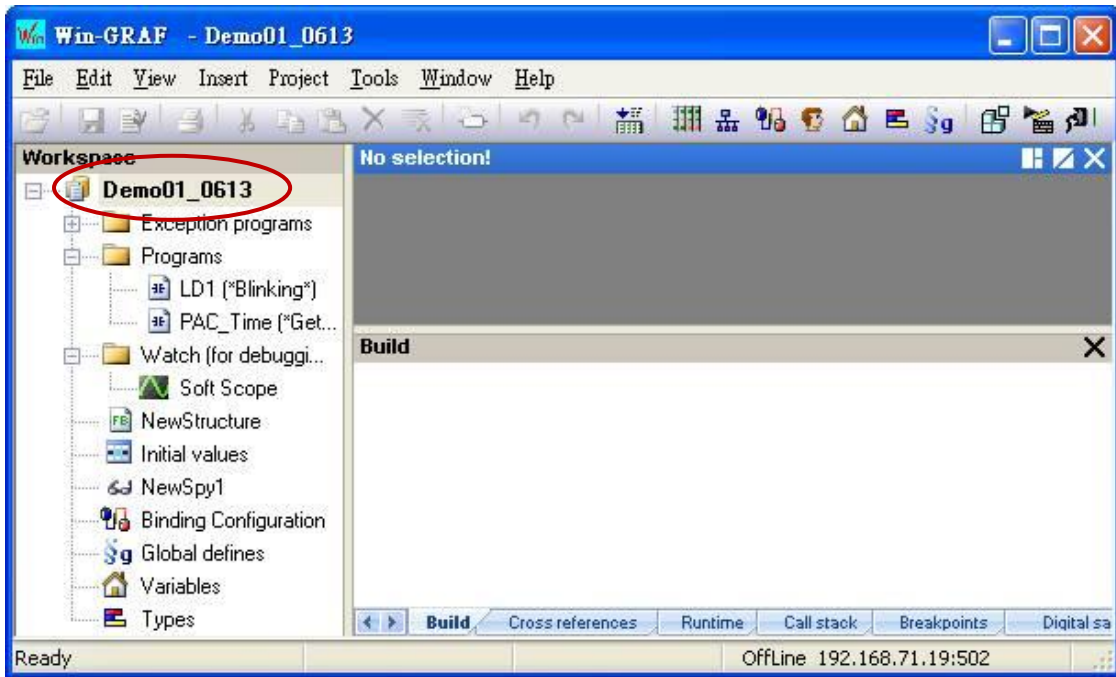 Win-GRAF - Demo01_0613
File Edit View Insert Project Tools Window Help
Workspace
No selection!
Demo01_0613
Exception programs
Programs
LD1 (*Blinking*)
PAC_Time (*Get...
Watch (for debuggi...
Soft Scope
NewStructure
Initial values
NewSpy1
Binding Configuration
Global defines
Variables
Types
Build
Build Cross references Runtime Call stack Breakpoints Digital sa
Ready
OffLine 192.168.71.19:502